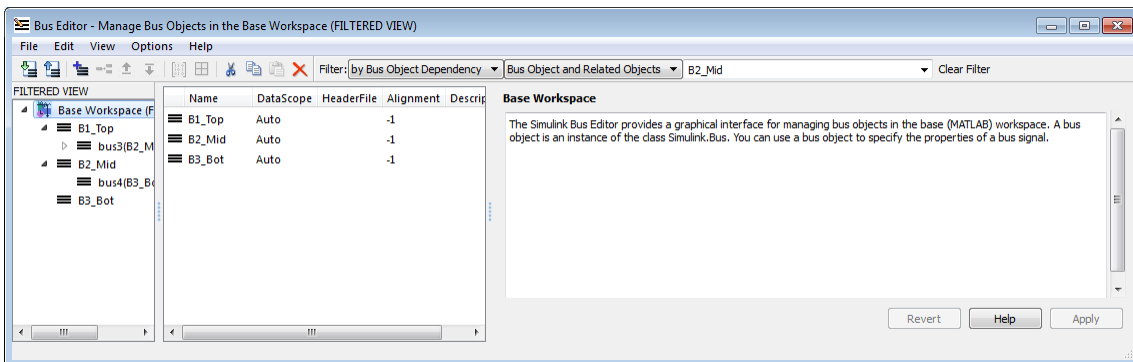 Bus Editor - Manage Bus Objects in the Base Workspace (FILTERED VIEW)
File Edit View Options Help
Filter: by Bus Object Dependency Bus Object and Related Objects B2_Mid Clear Filter
FILTERED VIEW
Base Workspace (F
B1_Top
bus3(B2_M
B2_Mid
bus4(B3_Bo
B3_Bot
Name DataScope HeaderFile Alignment Descrip
B1_Top Auto -1
B2_Mid Auto -1
B3_Bot Auto -1
Base Workspace
The Simulink Bus Editor provides a graphical interface for managing bus objects in the base (MATLAB) workspace. A bus
object is an instance of the class Simulink.Bus. You can use a bus object to specify the properties of a bus signal.
Revert Help Apply